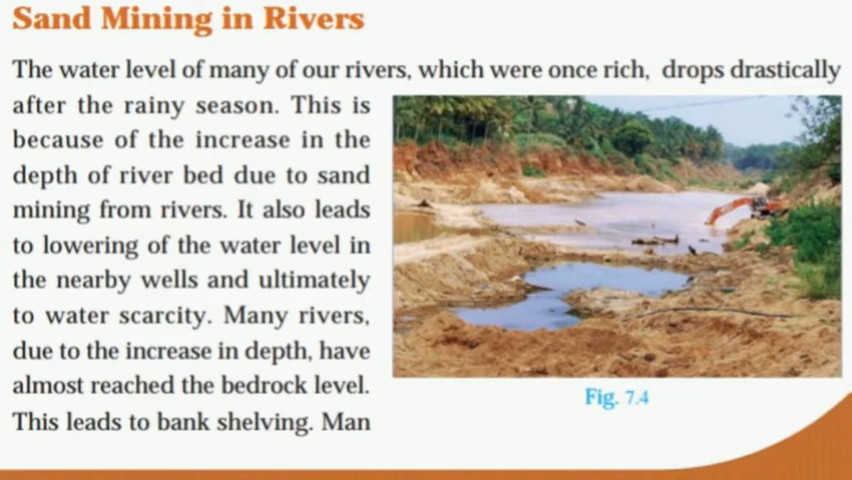 Sand Mining in Rivers
The water level of many of our rivers, which were once rich, drops drastically
after the rainy season. This is
because of the increase in the
depth of river bed due to sand
mining from rivers. It also leads
to lowering of the water level in
the nearby wells and ultimately
to water scarcity. Many rivers,
due to the increase in depth, have
almost reached the bedrock level.
This leads to bank shelving. Man
Fig. 7.4